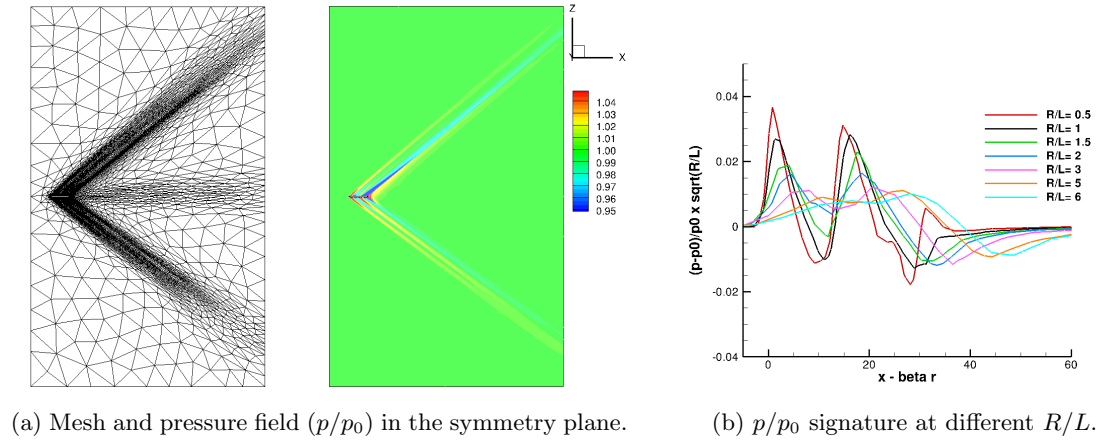 Z
X
Y
1.04
1.03
1.02
1.01
1.00
0.99
0.98
0.97
0.96
0.95
(p-p0)/p0 x sqrt(R/L)
0.04
0.02
0
-0.02
-0.04
0
20
40
60
x - beta r
R/L= 0.5
R/L= 1
R/L= 1.5
R/L= 2
R/L= 3
R/L= 5
R/L= 6
(a) Mesh and pressure field (p/p₀) in the symmetry plane.
(b) p/p₀ signature at different R/L.